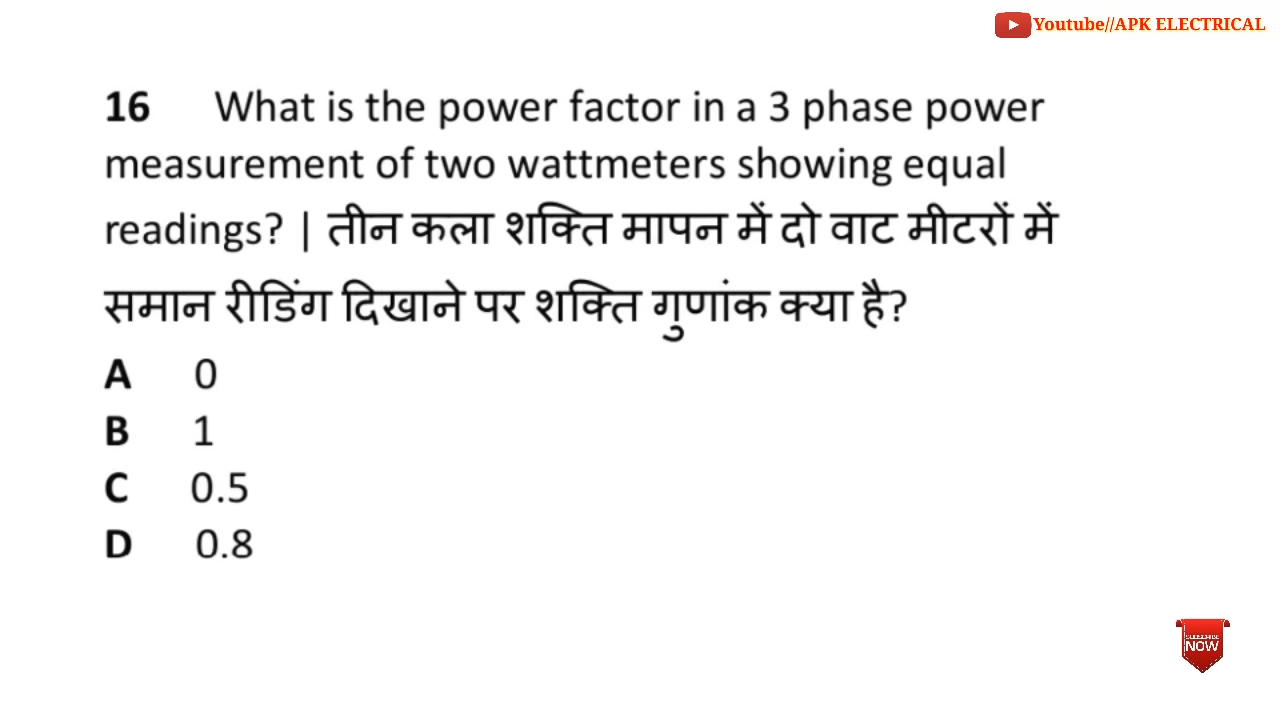 Youtube//APK ELECTRICAL
16 What is the power factor in a 3 phase power
measurement of two wattmeters showing equal
readings? | तीन कला शक्ति मापन में दो वाट मीटरों में
समान रीडिंग दिखाने पर शक्ति गुणांक क्या है?
A 0
B 1
C 0.5
D 0.8
SUBSCRIBE
NOW